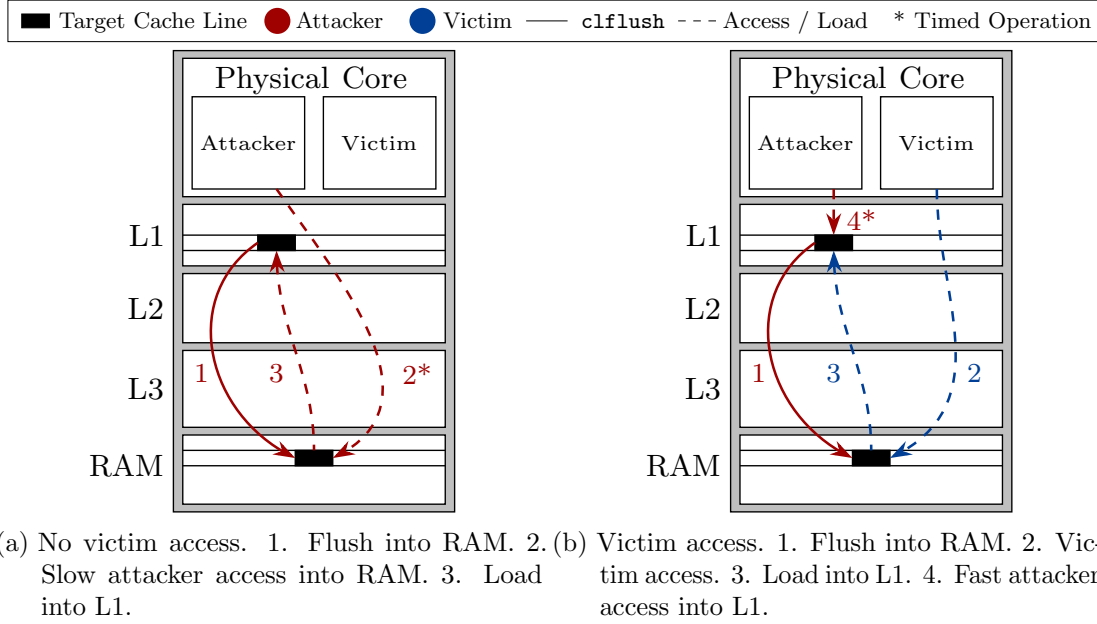 Target Cache Line Attacker Victim clflush Access / Load * Timed Operation
Physical Core
Attacker Victim
L1
L2
L3
RAM
1 3 2*
Physical Core
Attacker Victim
4*
L1
L2
L3
RAM
1 3 2
(a) No victim access. 1. Flush into RAM. 2.
Slow attacker access into RAM. 3. Load
into L1.
(b) Victim access. 1. Flush into RAM. 2. Vic-
tim access. 3. Load into L1. 4. Fast attacker
access into L1.